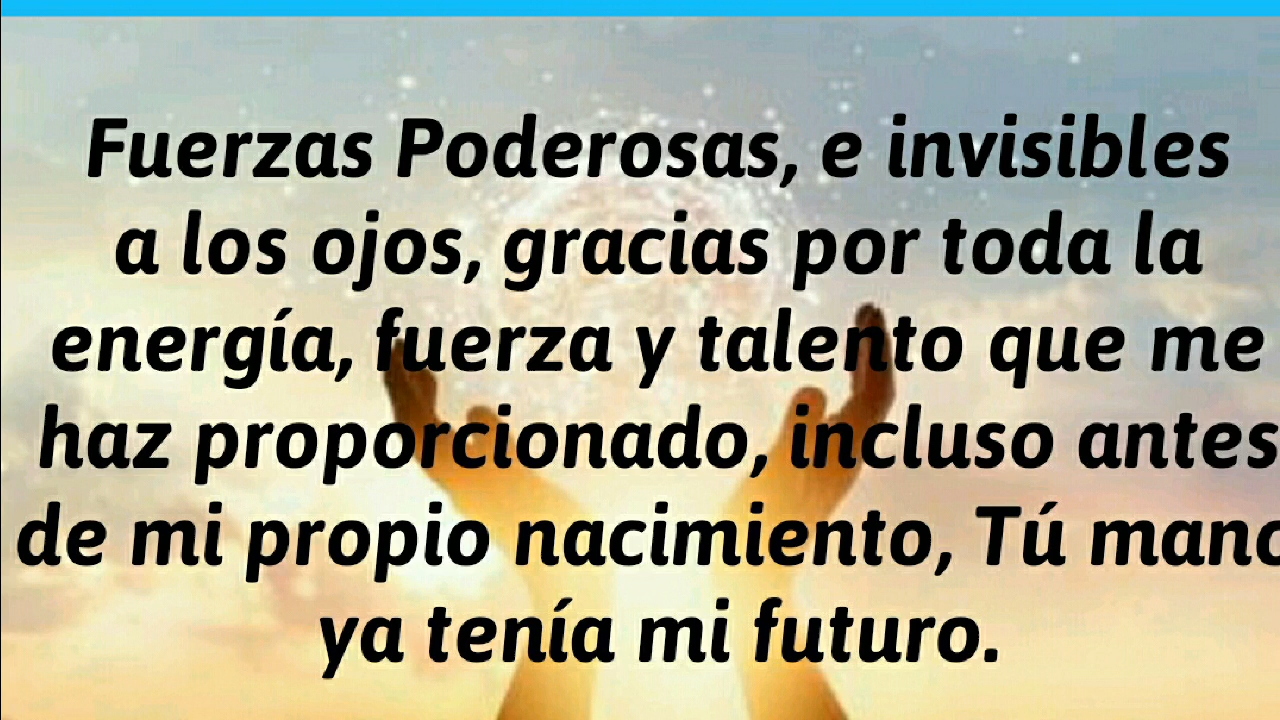 Fuerzas Poderosas, e invisibles
a los ojos, gracias por toda la
energía, fuerza y talento que me
haz proporcionado, incluso antes
de mi propio nacimiento, Tú mano
ya tenía mi futuro.